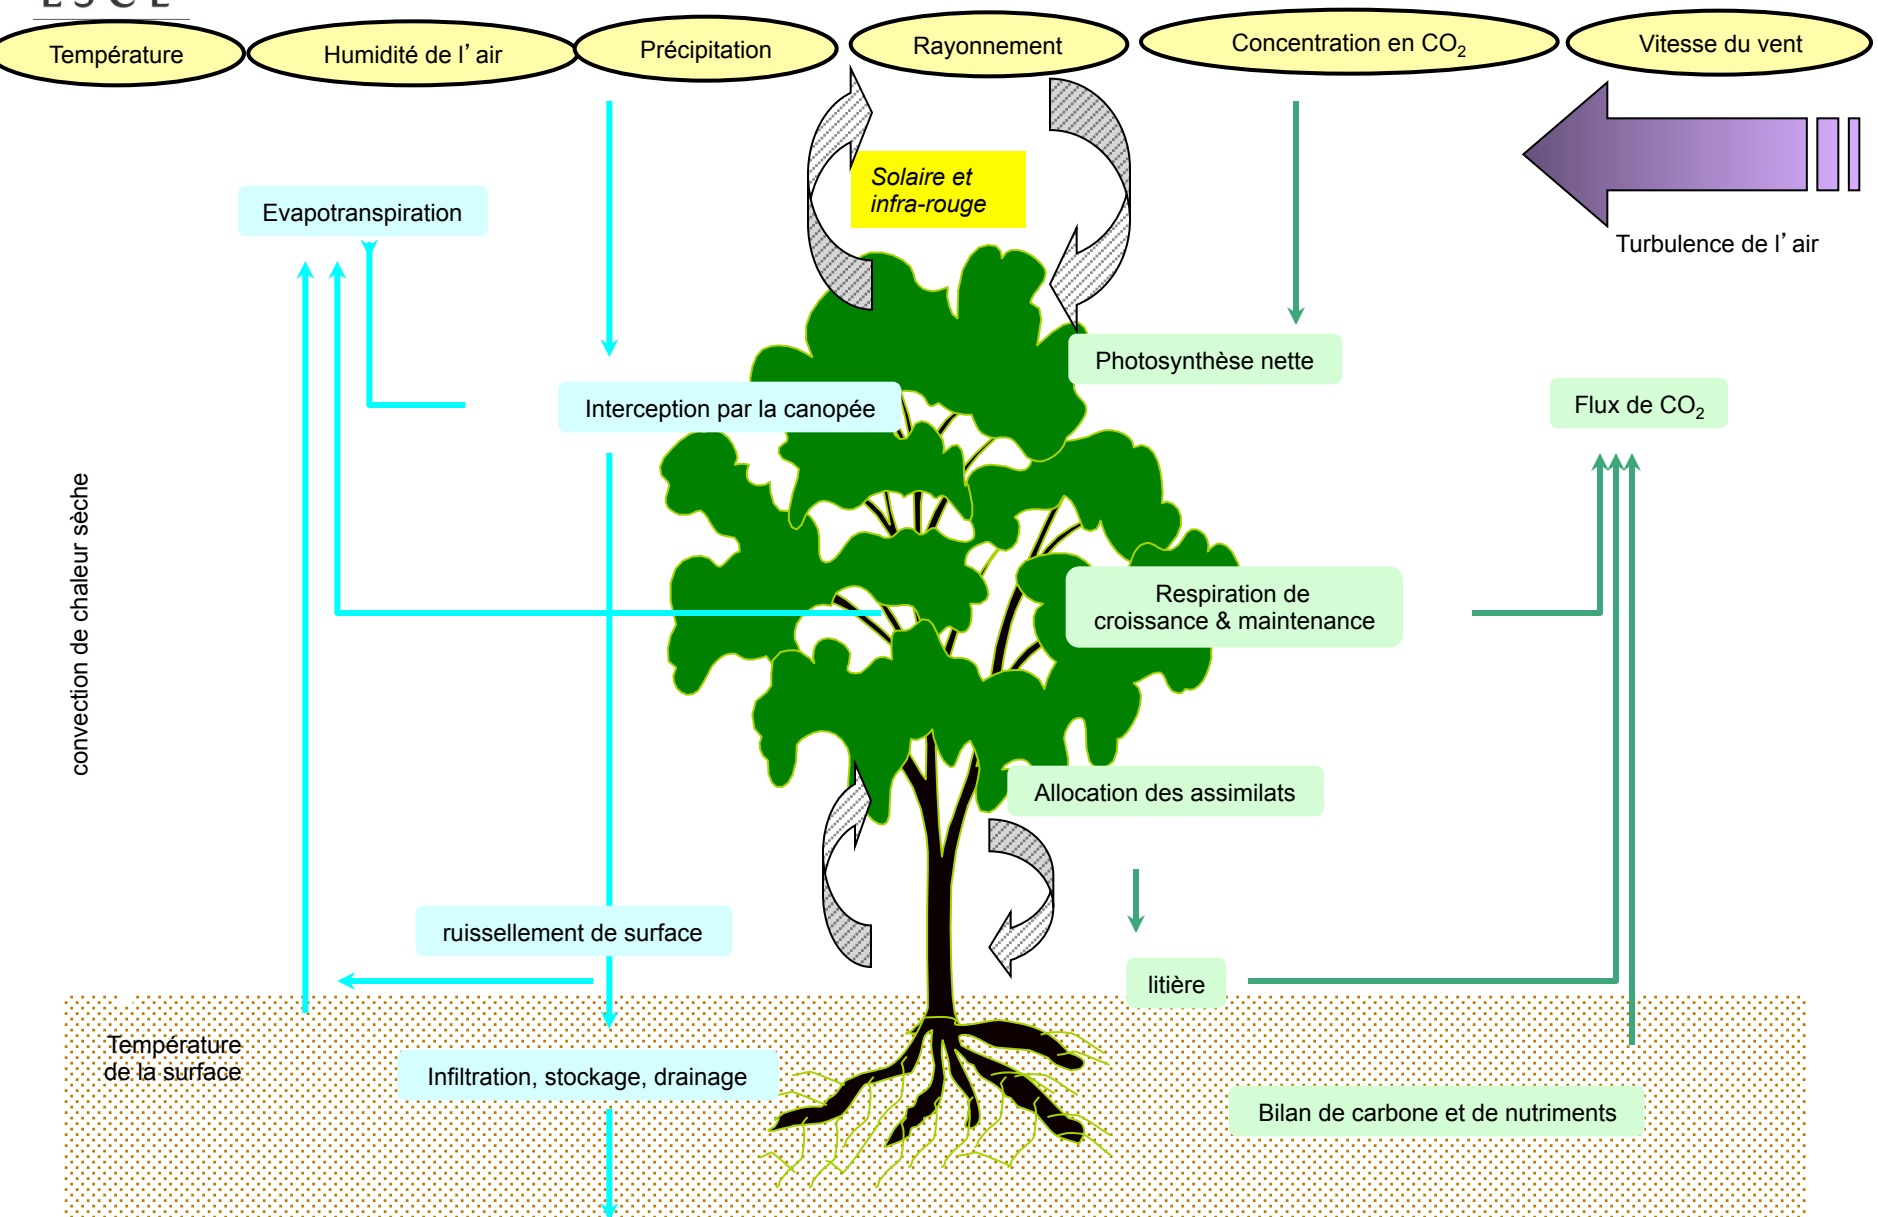 Température
Humidité de l’air
Précipitation
Rayonnement
Concentration en CO₂
Vitesse du vent
Solaire et
infra-rouge
Evapotranspiration
Turbulence de l’air
Photosynthèse nette
Interception par la canopée
Flux de CO₂
convection de chaleur sèche
Respiration de
croissance & maintenance
Allocation des assimilats
ruissellement de surface
litière
Température
de la surface
Infiltration, stockage, drainage
Bilan de carbone et de nutriments